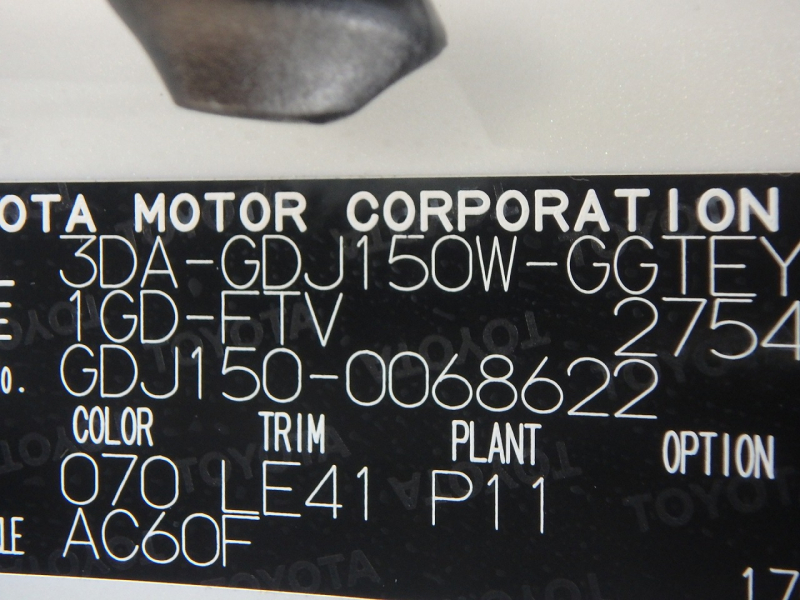 OTA MOTOR CORPORATION
3DA-GDJ150W-GGTEY
E 1GD-FTV 2754
O. GDJ150-0068622
COLOR TRIM PLANT OPTION
070 LE41 P11
LE AC60F
17